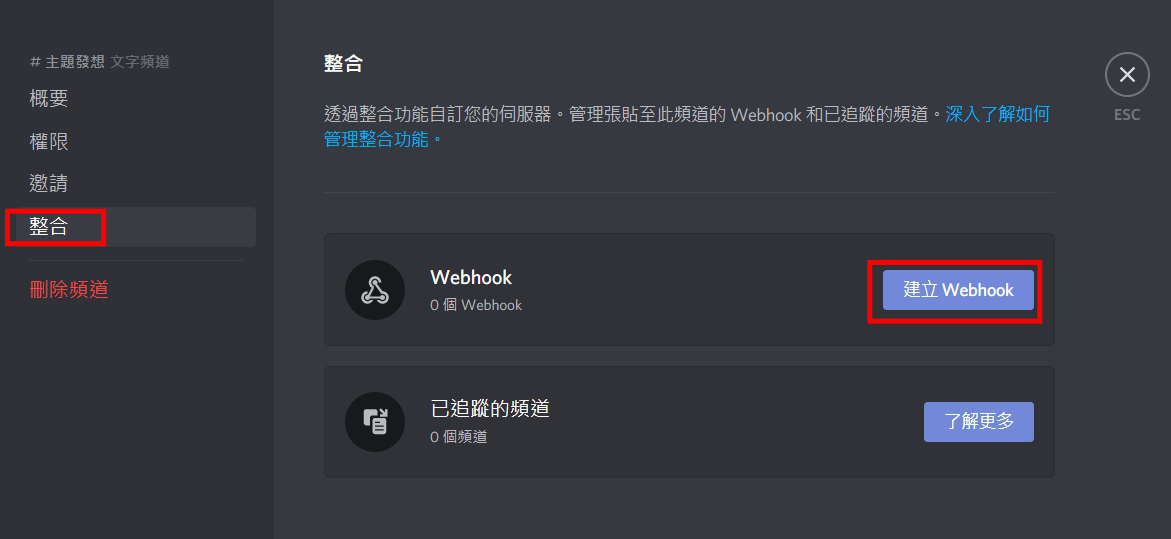 # 主題發想 文字頻道
概要
權限
邀請
整合
刪除頻道
整合
透過整合功能自訂您的伺服器。管理張貼至此頻道的 Webhook 和已追蹤的頻道。深入了解如何
管理整合功能。
ESC
Webhook
0 個 Webhook
建立 Webhook
已追蹤的頻道
0 個頻道
了解更多